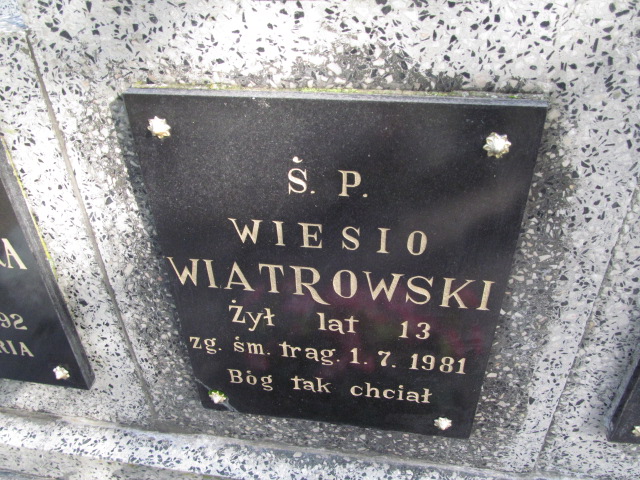 Ś. P.
WIESIO
WIATROWSKI
Żył lat 13
zg. śm. trag. 1. 7. 1981
Bóg tak chciał